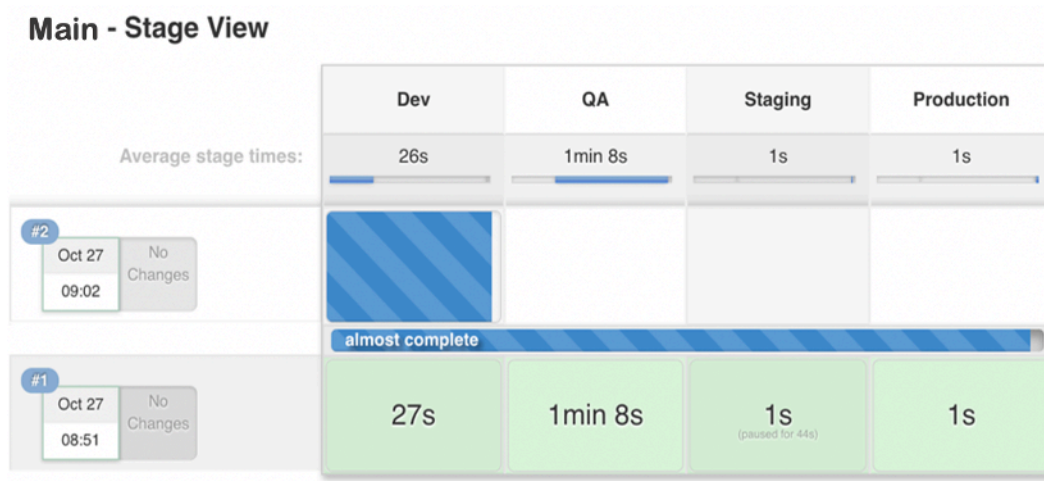 Main - Stage View
Dev QA Staging Production
Average stage times: 26s 1min 8s 1s 1s
#2
Oct 27 No
Changes
09:02
almost complete
#1
Oct 27 No
Changes
08:51
27s 1min 8s 1s 1s
(paused for 44s)